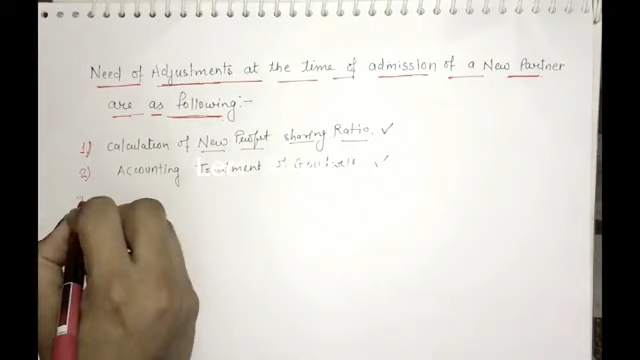 Need of Adjustments at the time of admission of a New Partner
are as following:-
1) Calculation of New Profit sharing Ratio. ✓
2) Accounting Treatment of Goodwill ✓